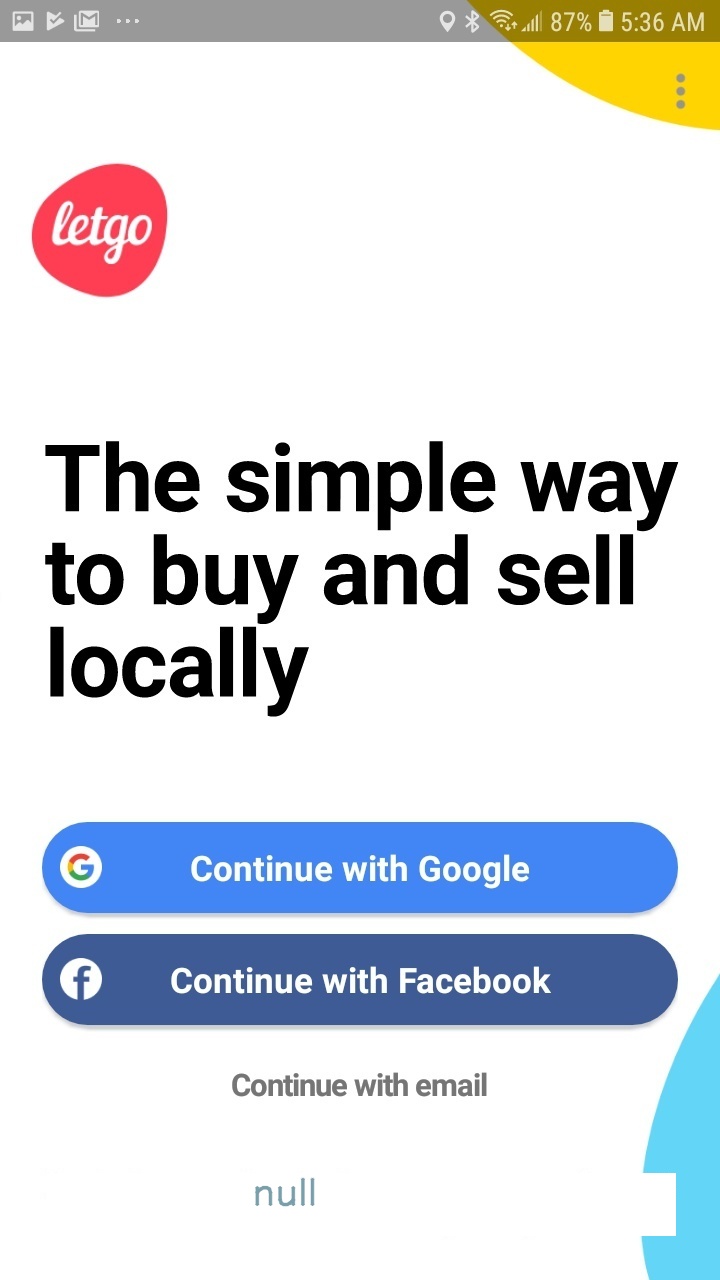 87% 5:36 AM
letgo
The simple way
to buy and sell
locally
Continue with Google
Continue with Facebook
Continue with email
null